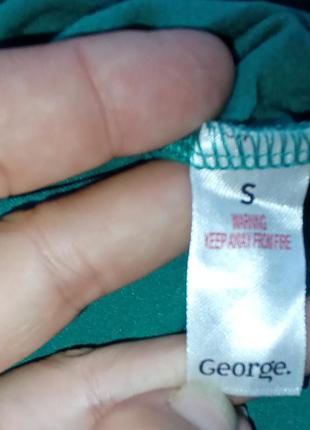 S
WARNING
KEEP AWAY FROM FIRE
George.